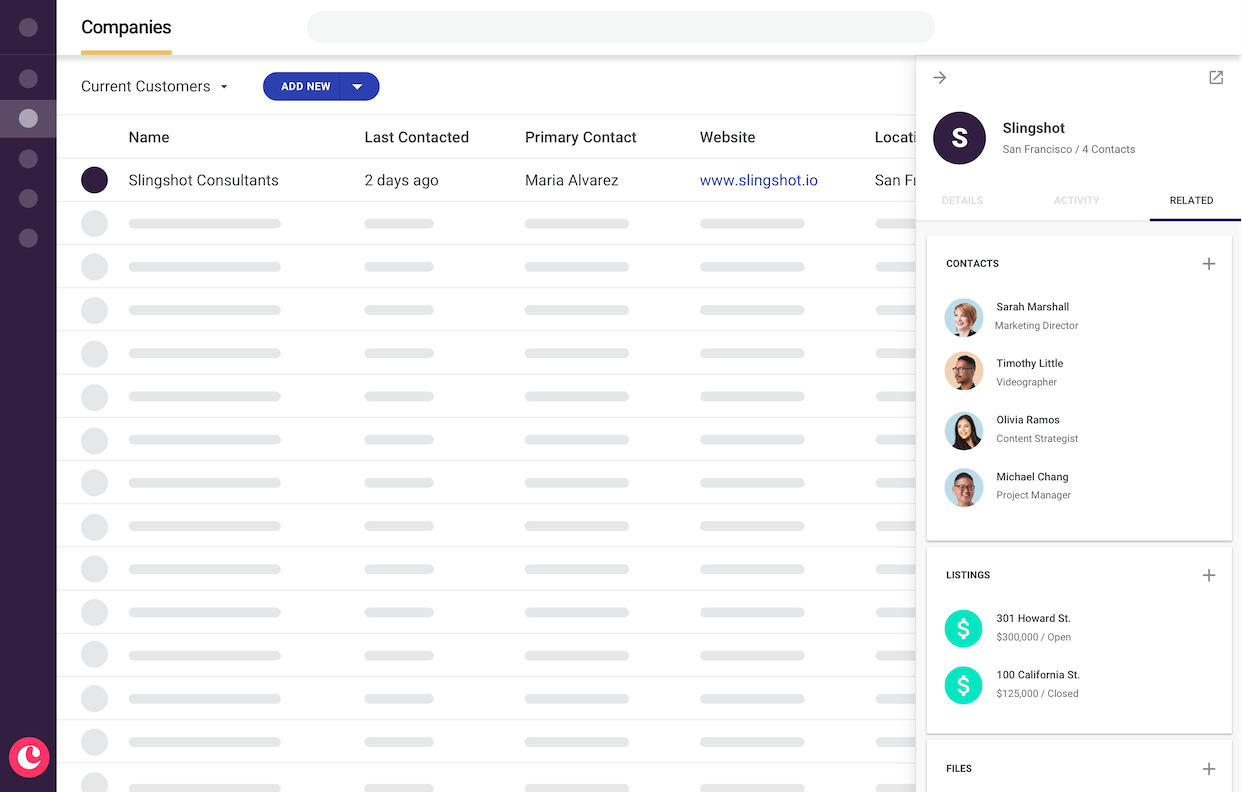 Companies
Current Customers
ADD NEW
Name Last Contacted Primary Contact Website Locati
Slingshot Consultants 2 days ago Maria Alvarez www.slingshot.io San Fr
S
Slingshot
San Francisco / 4 Contacts
DETAILS ACTIVITY RELATED
CONTACTS
Sarah Marshall
Marketing Director
Timothy Little
Videographer
Olivia Ramos
Content Strategist
Michael Chang
Project Manager
LISTINGS
$ 301 Howard St.
$300,000 / Open
$ 100 California St.
$125,000 / Closed
FILES